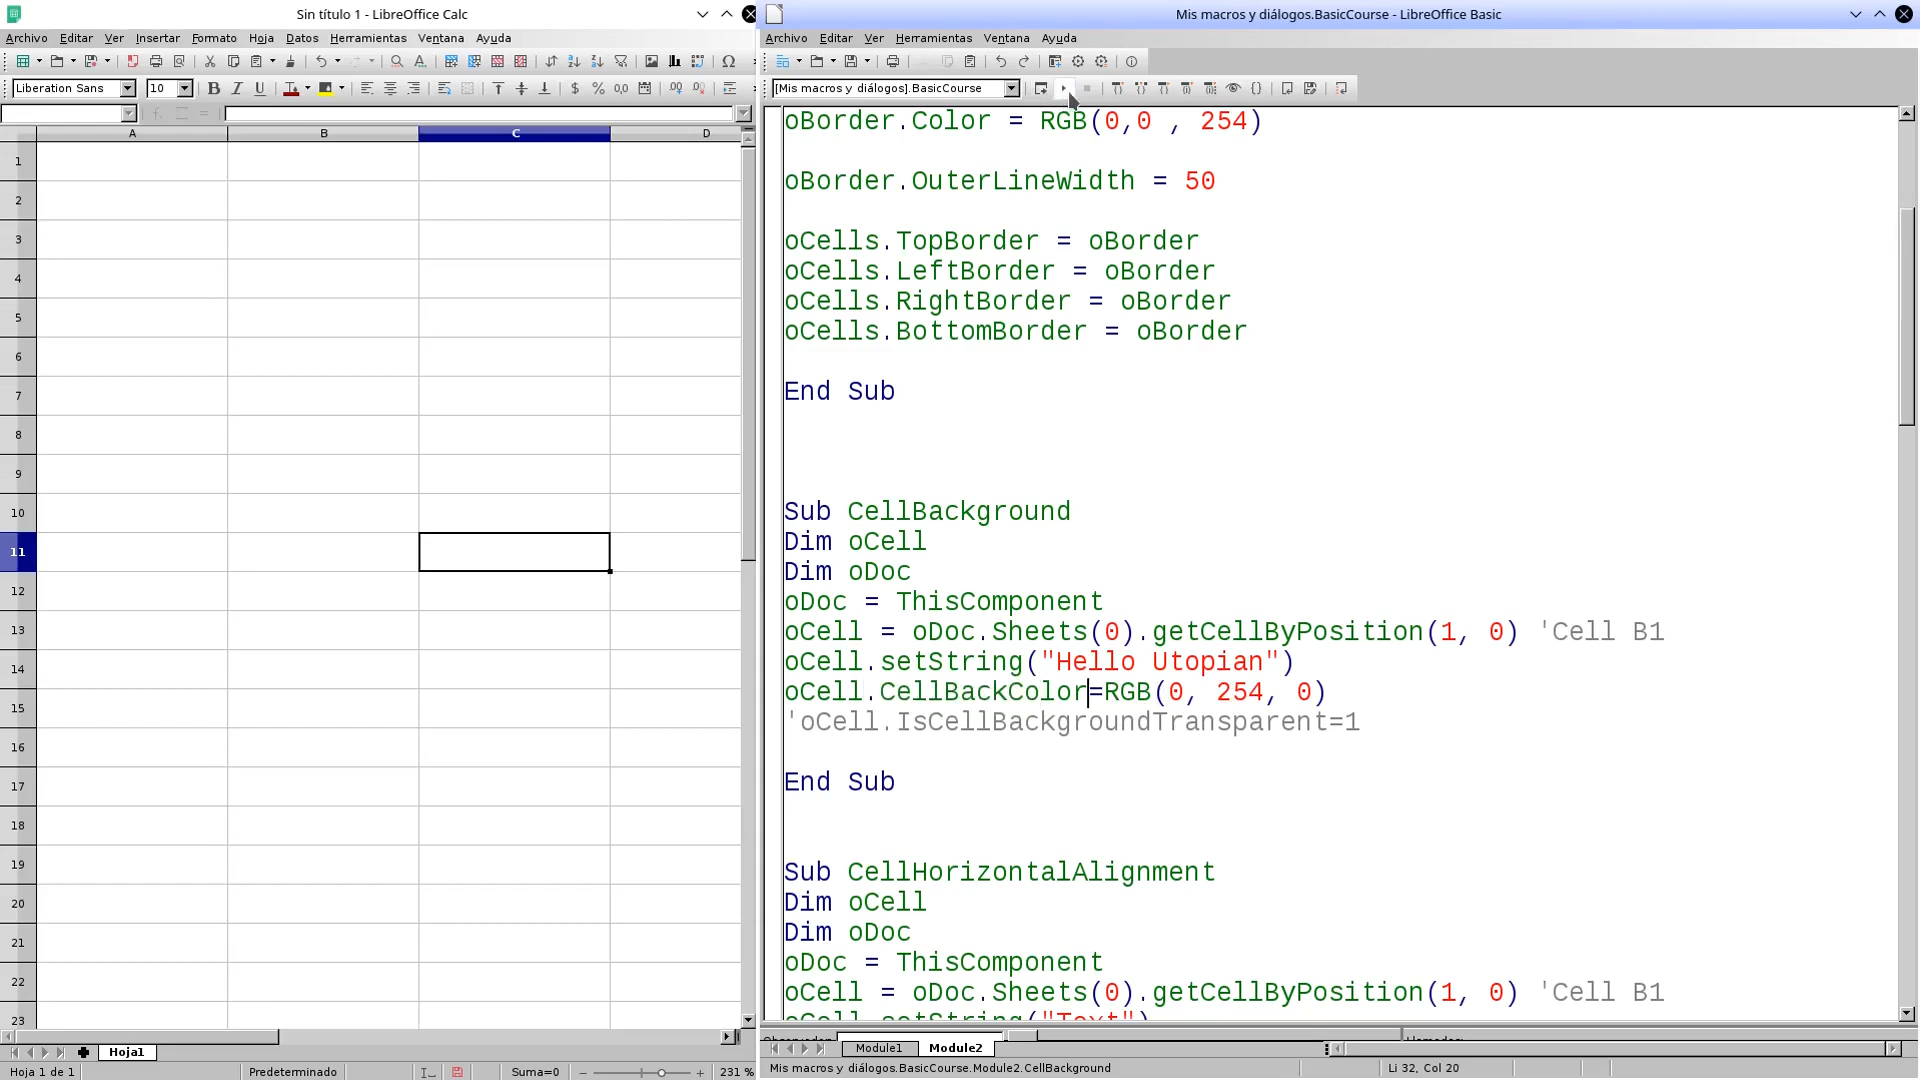 Sin título 1 - LibreOffice Calc
Archivo Editar Ver Insertar Formato Hoja Datos Herramientas Ventana Ayuda
Liberation Sans 10
A B C D
1
2
3
4
5
6
7
8
9
10
11
12
13
14
15
16
17
18
19
20
21
22
23
Hoja1
Hoja 1 de 1 Predeterminado Suma=0 231 %
Mis macros y diálogos.BasicCourse - LibreOffice Basic
Archivo Editar Ver Herramientas Ventana Ayuda
[Mis macros y diálogos].BasicCourse
oBorder.Color = RGB(0,0 , 254)
oBorder.OuterLineWidth = 50
oCells.TopBorder = oBorder
oCells.LeftBorder = oBorder
oCells.RightBorder = oBorder
oCells.BottomBorder = oBorder
End Sub
Sub CellBackground
Dim oCell
Dim oDoc
oDoc = ThisComponent
oCell = oDoc.Sheets(0).getCellByPosition(1, 0) 'Cell B1
oCell.setString("Hello Utopian")
oCell.CellBackColor=RGB(0, 254, 0)
'oCell.IsCellBackgroundTransparent=1
End Sub
Sub CellHorizontalAlignment
Dim oCell
Dim oDoc
oDoc = ThisComponent
oCell = oDoc.Sheets(0).getCellByPosition(1, 0) 'Cell B1
oCell.setString("Text")
Module1 Module2
Mis macros y diálogos.BasicCourse.Module2.CellBackground Li 32, Col 20